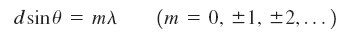 d sin θ = mλ (m = 0, ±1, ±2, . . . )